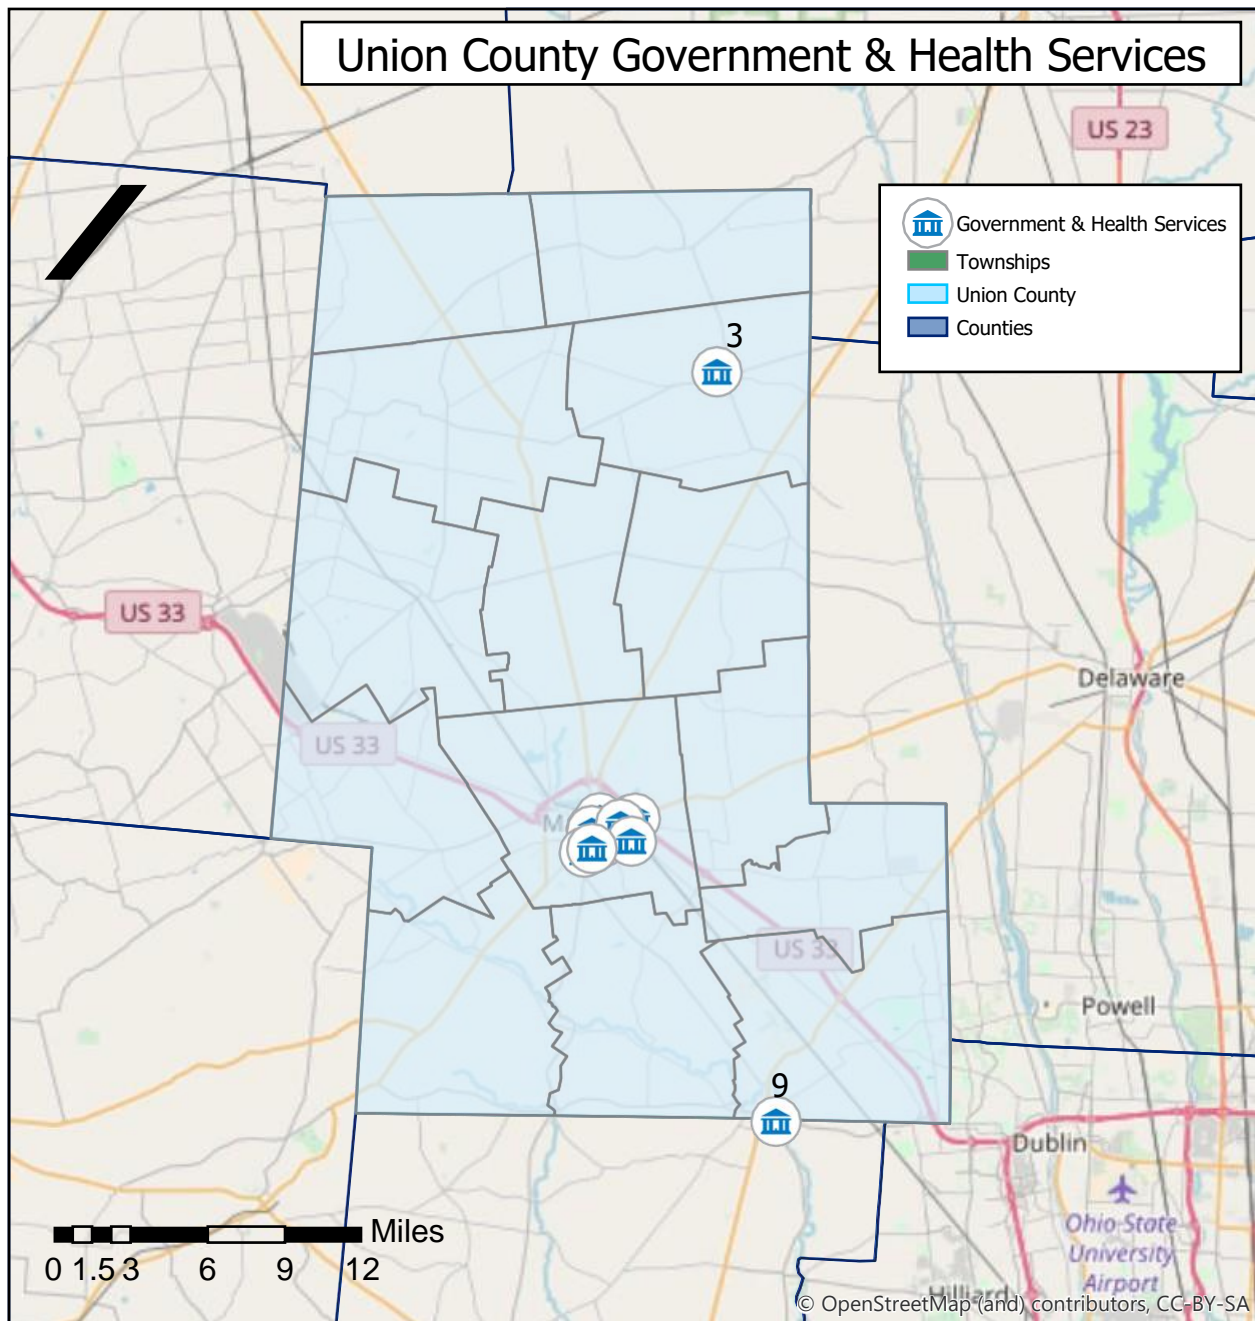 Union County Government & Health Services
US 23
Government & Health Services
Townships
Union County
Counties
3
US 33
Delaware
US 33
M
US 33
Powell
9
Dublin
Ohio State
University
Airport
Hilliard
Miles
0 1.5 3 6 9 12
© OpenStreetMap (and) contributors, CC-BY-SA